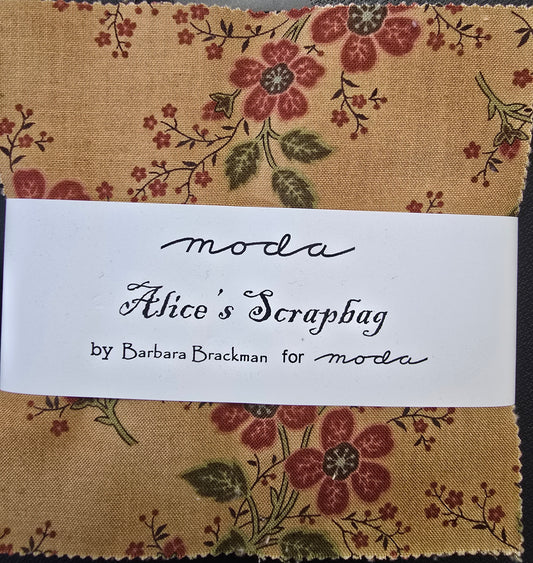 moda
Alice's Scrapbag
by Barbara Brackman for moda